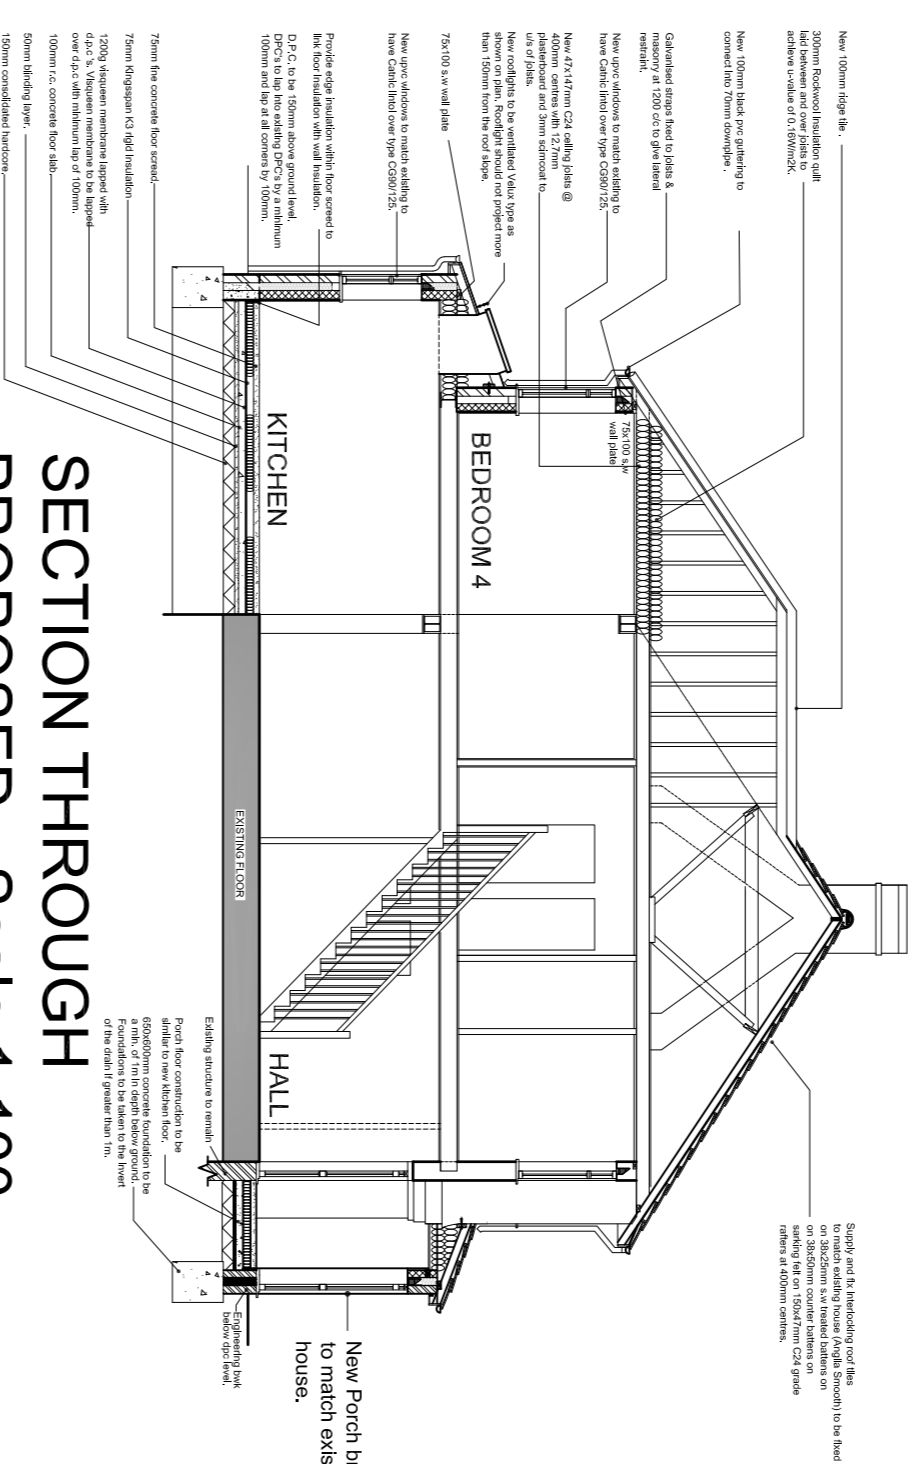 New 100mm ridge tile .
300mm Rockwool insulation quilt
laid between and over joists to
achieve u-value of 0.16W/m2K.
New 100mm black pvc guttering to
connect into 70mm downpipe .
Galvanised straps fixed to joists &
masonry at 1200 c/c to give lateral
restraint.
New upvc windows to match existing to
have Catnic lintol over type CG90/125.
New 47x147mm C24 ceiling joists @
400mm centres with 12.7mm
plasterboard and 3mm scimcoat to
u/s of joists.
New rooflights to be ventilated Velux type as
shown on plan. Rooflight should not project more
than 150mm from the roof slope.
75x100 s.w wall plate
New upvc windows to match existing to
have Catnic lintol over type CG90/125.
Provide edge insulation within floor screed to
link floor insulation with wall insulation.
D.P.C. to be 150mm above ground level.
DPC's to lap into existing DPC's by a minimum
100mm and lap at all corners by 100mm.
75mm fine concrete floor screed.
75mm Kingsspan K3 rigid insulation
1200g visqueen membrane lapped with
d.p.c 's. Visqueen membrane to be lapped
over d.p.c with minimum lap of 100mm.
100mm r.c. concrete floor slab.
50mm blinding layer.
150mm consolidated hardcore.
75x100 s.w
wall plate
BEDROOM 4
KITCHEN
EXISTING FLOOR
HALL
Supply and fix interlocking roof tiles
to match existing house (Anglia Smooth) to be fixed
on 38x25mm s.w treated battens on
on 38x50mm counter battens on
sarking felt on 150x47mm C24 grade
rafters at 400mm centres.
New Porch b
to match exis
house.
Engineering bwk
below dpc level.
Existing structure to remain
Porch floor construction to be
similar to new kitchen floor.
650x600mm concrete foundation to be
a min. of 1m in depth below ground.
Foundations to be taken to the invert
of the drain if greater than 1m.
SECTION THROUGH